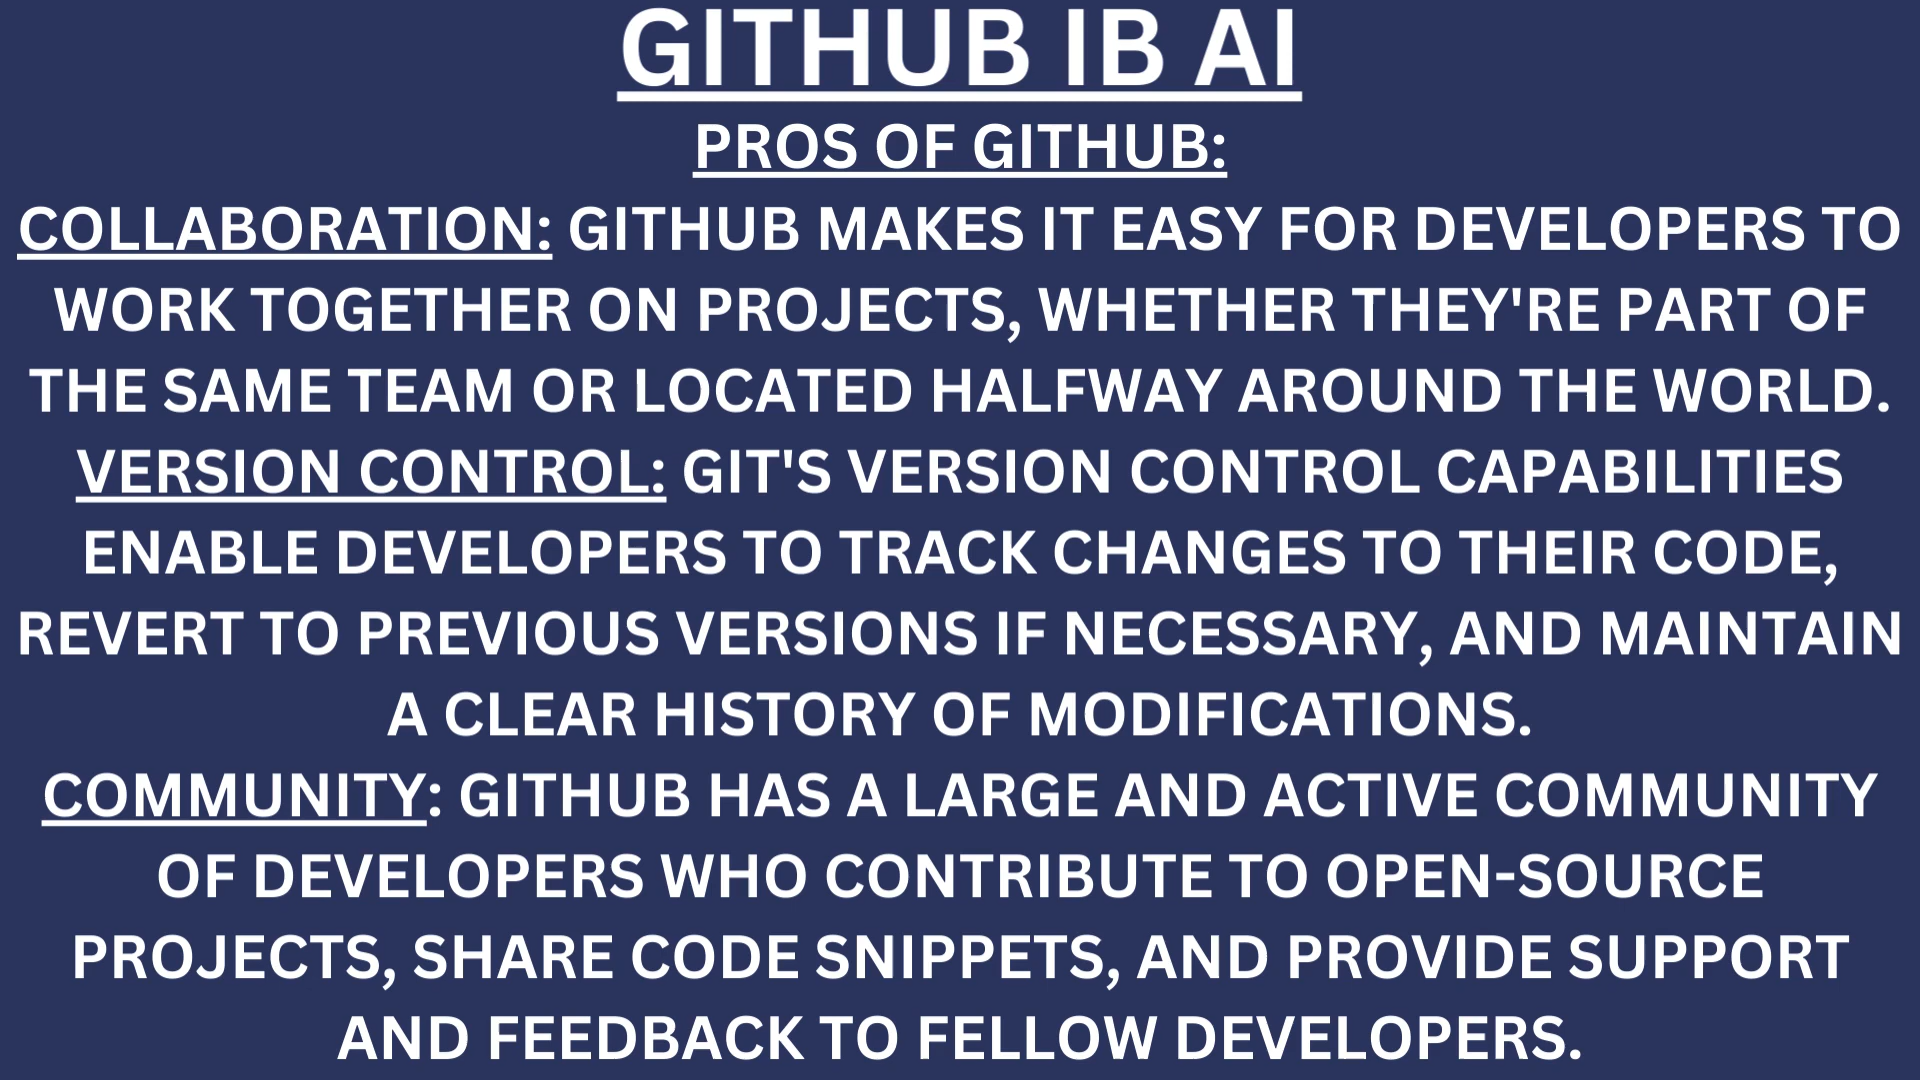 GITHUB IB AI
PROS OF GITHUB:
COLLABORATION: GITHUB MAKES IT EASY FOR DEVELOPERS TO
WORK TOGETHER ON PROJECTS, WHETHER THEY'RE PART OF
THE SAME TEAM OR LOCATED HALFWAY AROUND THE WORLD.
VERSION CONTROL: GIT'S VERSION CONTROL CAPABILITIES
ENABLE DEVELOPERS TO TRACK CHANGES TO THEIR CODE,
REVERT TO PREVIOUS VERSIONS IF NECESSARY, AND MAINTAIN
A CLEAR HISTORY OF MODIFICATIONS.
COMMUNITY: GITHUB HAS A LARGE AND ACTIVE COMMUNITY
OF DEVELOPERS WHO CONTRIBUTE TO OPEN-SOURCE
PROJECTS, SHARE CODE SNIPPETS, AND PROVIDE SUPPORT
AND FEEDBACK TO FELLOW DEVELOPERS.